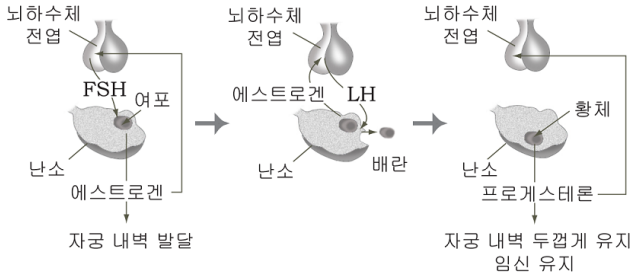 뇌하수체
전엽
FSH
여포
난소
에스트로겐
자궁 내벽 발달
뇌하수체
전엽
에스트로겐
LH
배란
난소
뇌하수체
전엽
황체
난소
프로게스테론
자궁 내벽 두껍게 유지
임신 유지